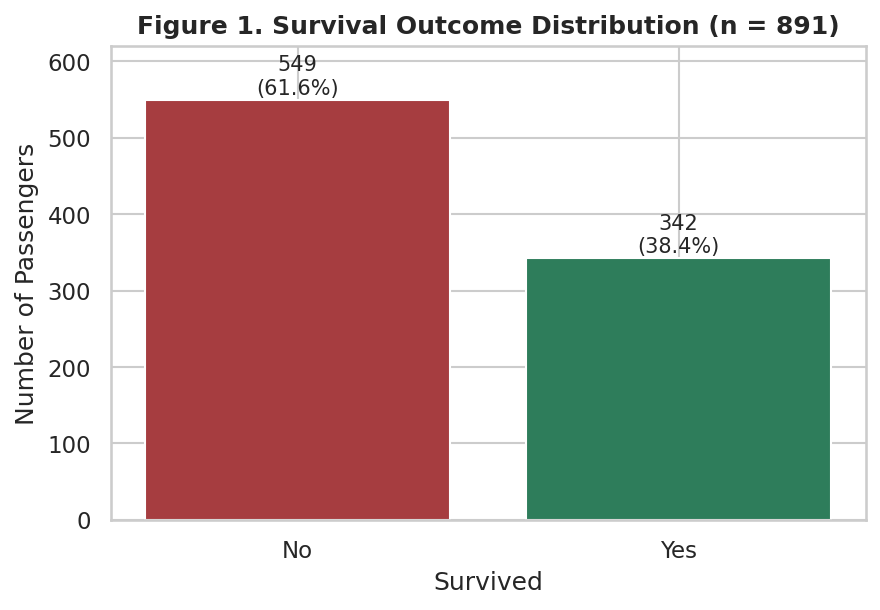 Figure 1. Survival Outcome Distribution (n = 891)
Number of Passengers
600
500
400
300
200
100
0
549
(61.6%)
342
(38.4%)
No
Yes
Survived